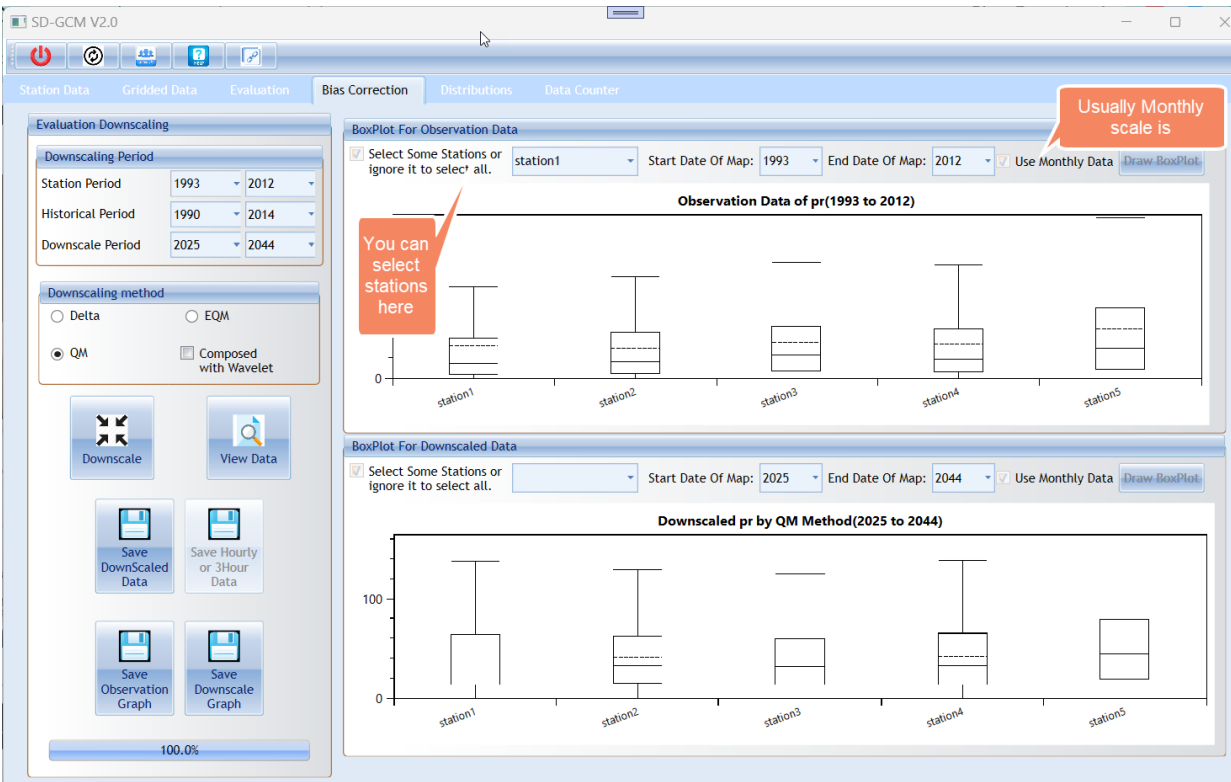 SD-GCM V2.0
HELP
Station Data Gridded Data Evaluation Bias Correction Distributions Data Counter
Usually Monthly
scale is
Evaluation Downscaling
Downscaling Period
Station Period 1993 2012
Historical Period 1990 2014
Downscale Period 2025 2044
Downscaling method
Delta EQM
QM Composed
with Wavelet
Downscale View Data
Save
DownScaled
Data
Save Hourly
or 3Hour
Data
Save
Observation
Graph
Save
Downscale
Graph
100.0%
BoxPlot For Observation Data
Select Some Stations or
ignore it to select all.
station1 Start Date Of Map: 1993 End Date Of Map: 2012 Use Monthly Data Draw BoxPlot
You can
select
stations
here
Observation Data of pr(1993 to 2012)
0
station1 station2 station3 station4 station5
BoxPlot For Downscaled Data
Select Some Stations or
ignore it to select all.
Start Date Of Map: 2025 End Date Of Map: 2044 Use Monthly Data Draw BoxPlot
Downscaled pr by QM Method(2025 to 2044)
100
0
station1 station2 station3 station4 station5